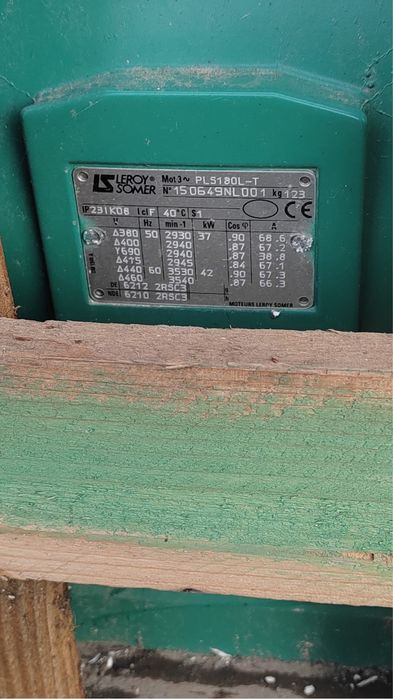 LS LEROY® Mot 3~ PLS180L-T
SOMER N° 150649NL001 kg 123
IP 23 IK08 I cl F 40°C S1 CE
V Hz min-1 kW Cos φ A
Δ380 50 2930 37 .90 68.6
Δ400 2940 .87 67.2
Y690 2940 .87 38.8
Δ415 2945 .84 67.1
Δ440 60 3530 42 .90 67.3
Δ460 3540 .87 66.3
DE 6212 2RSC3
NDE 6210 2RSC3
MOTEURS LEROY SOMER